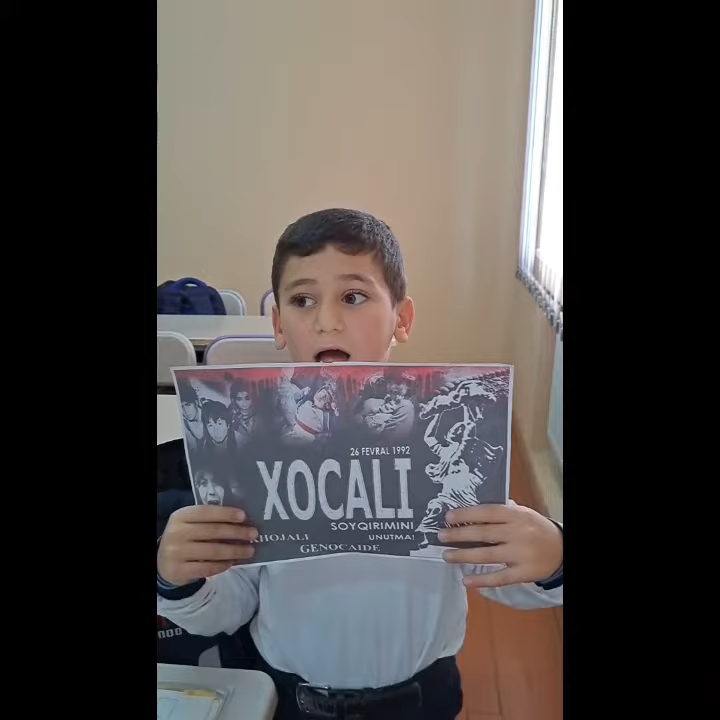 26 FEVRAL 1992
XOCALI
SOYQIRIMINI
UNUTMA!
KHOJALI
GENOCAIDE